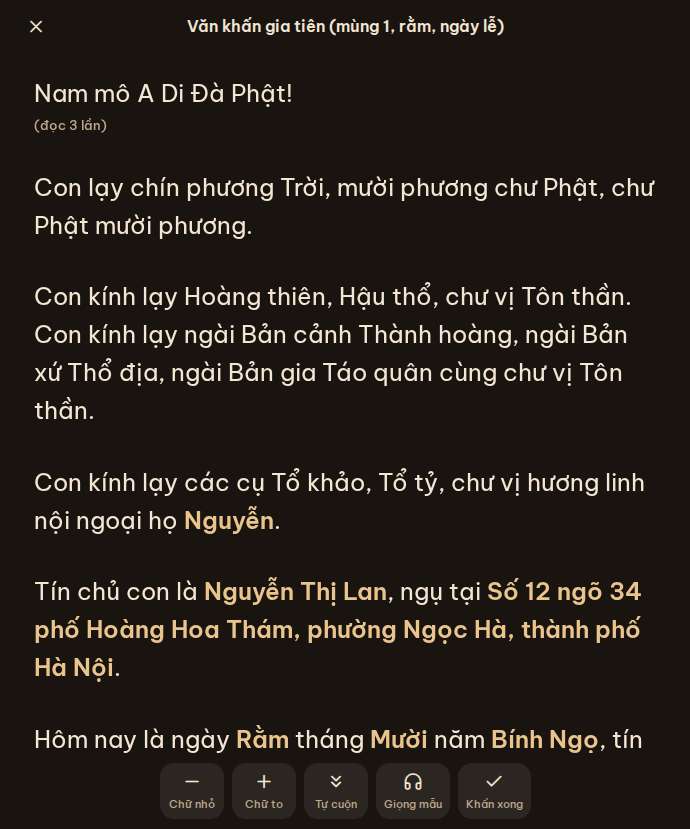 Văn khấn gia tiên (mùng 1, rằm, ngày lễ)
Nam mô A Di Đà Phật!
(đọc 3 lần)
Con lạy chín phương Trời, mười phương chư Phật, chư
Phật mười phương.
Con kính lạy Hoàng thiên, Hậu thổ, chư vị Tôn thần.
Con kính lạy ngài Bản cảnh Thành hoàng, ngài Bản
xứ Thổ địa, ngài Bản gia Táo quân cùng chư vị Tôn
thần.
Con kính lạy các cụ Tổ khảo, Tổ tỷ, chư vị hương linh
nội ngoại họ Nguyễn.
Tín chủ con là Nguyễn Thị Lan, ngụ tại Số 12 ngõ 34
phố Hoàng Hoa Thám, phường Ngọc Hà, thành phố
Hà Nội.
Hôm nay là ngày Rằm tháng Mười năm Bính Ngọ, tín
Chữ nhỏ
Chữ to
Tự cuộn
Giọng mẫu
Khấn xong